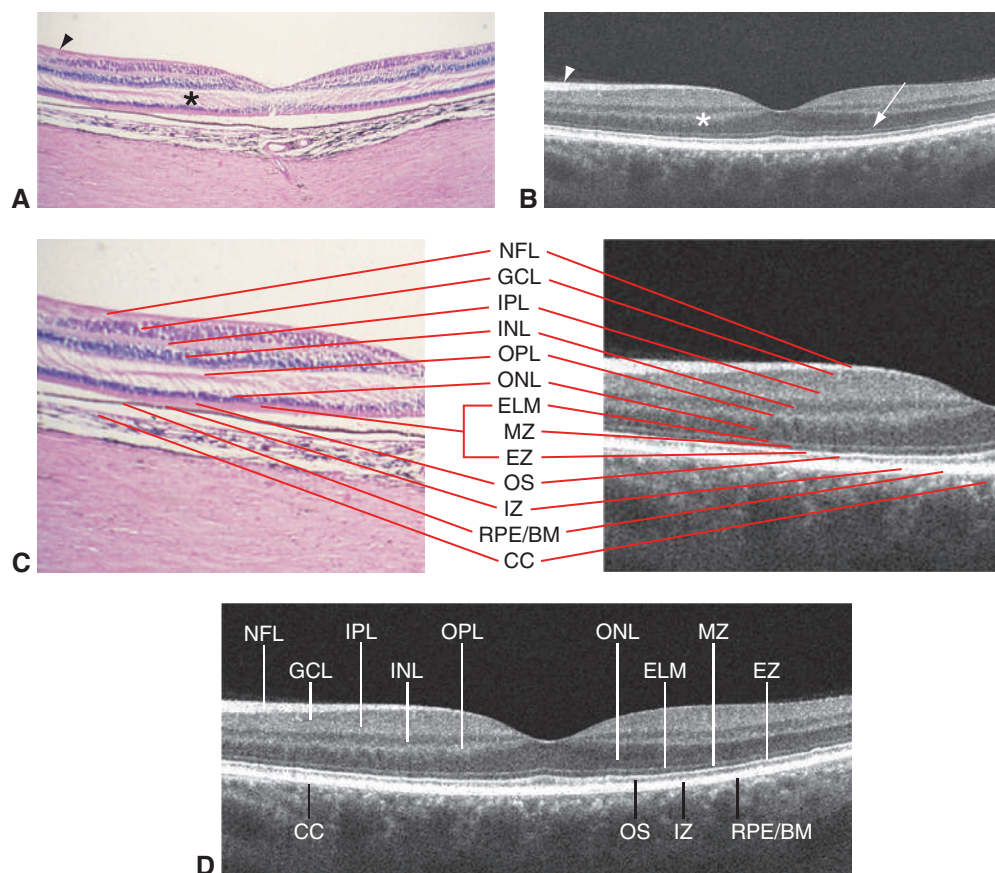 A
B
NFL
GCL
IPL
INL
OPL
ONL
ELM
MZ
EZ
OS
IZ
RPE/BM
CC
C
NFL IPL OPL ONL MZ
GCL INL ELM EZ
CC OS IZ RPE/BM
D